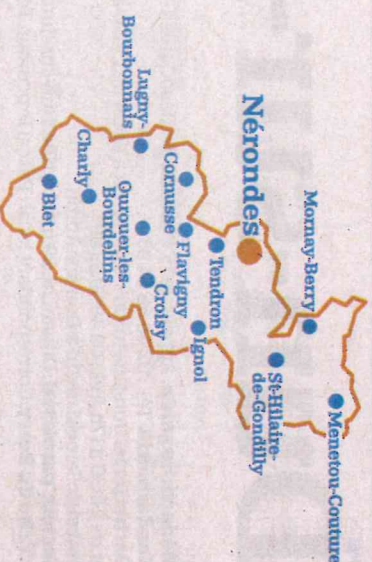 Menetou-Couture
Mornay-Berry
St-Hilaire-
de-Gondilly
Nérondes
Tendron
Ignol
Flavigny
Cornusse
Croisy
Lugny-
Bourbonnais
Ourouer-les-
Bourdelins
Charly
Blet